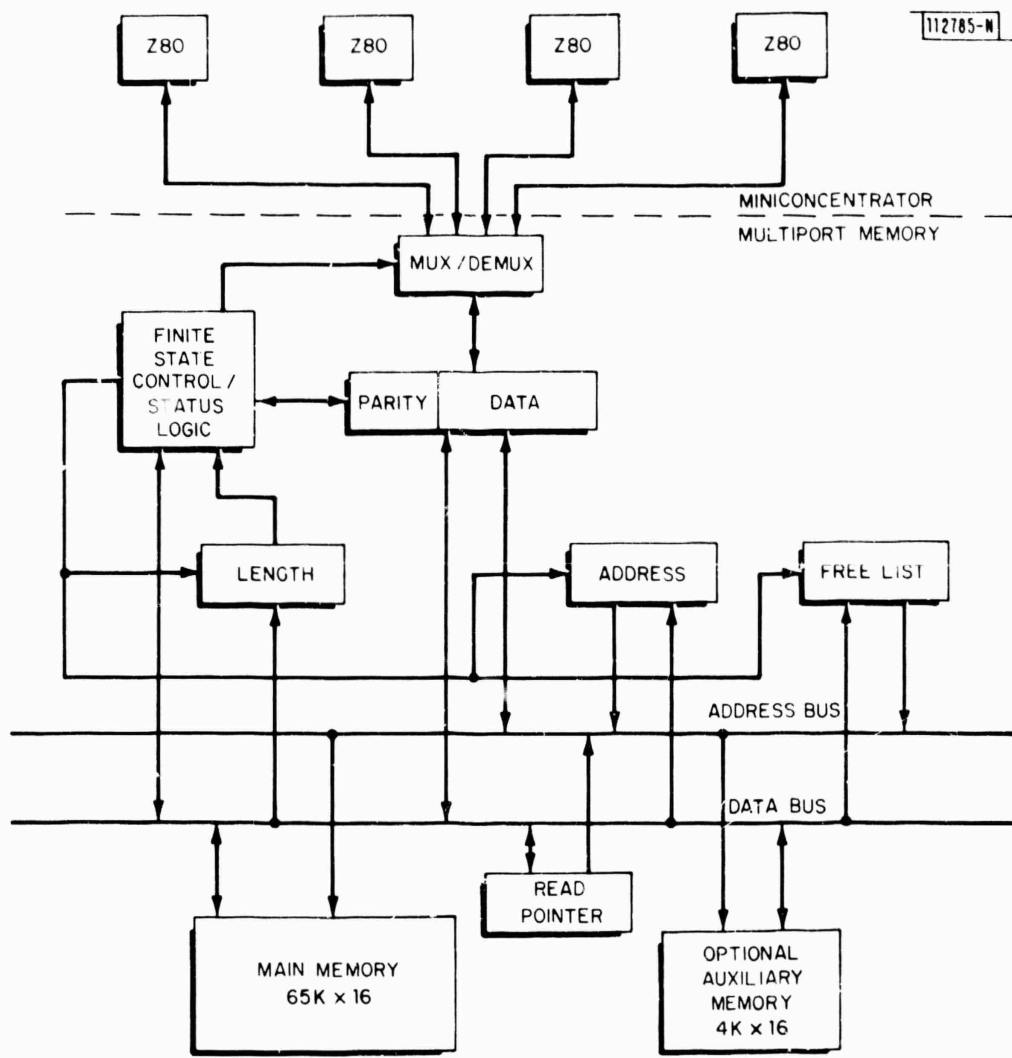 112785-N
Z80
Z80
Z80
Z80
MINICONCENTRATOR
MULTIPORT MEMORY
MUX/DEMUX
FINITE
STATE
CONTROL/
STATUS
LOGIC
PARITY
DATA
LENGTH
ADDRESS
FREE LIST
ADDRESS BUS
DATA BUS
READ
POINTER
MAIN MEMORY
65K x 16
OPTIONAL
AUXILIARY
MEMORY
4K x 16